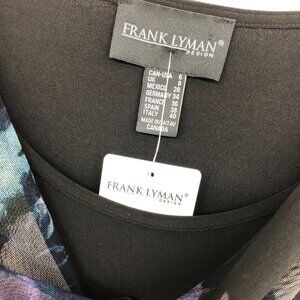 FRANK LYMAN®
DESIGN
CAN-USA 6
UK 8
MEXICO 28
GERMANY 34
FRANCE 36
SPAIN 38
ITALY 40
MADE IN/FAIT AU
CANADA
FRANK LYMAN®
DESIGN